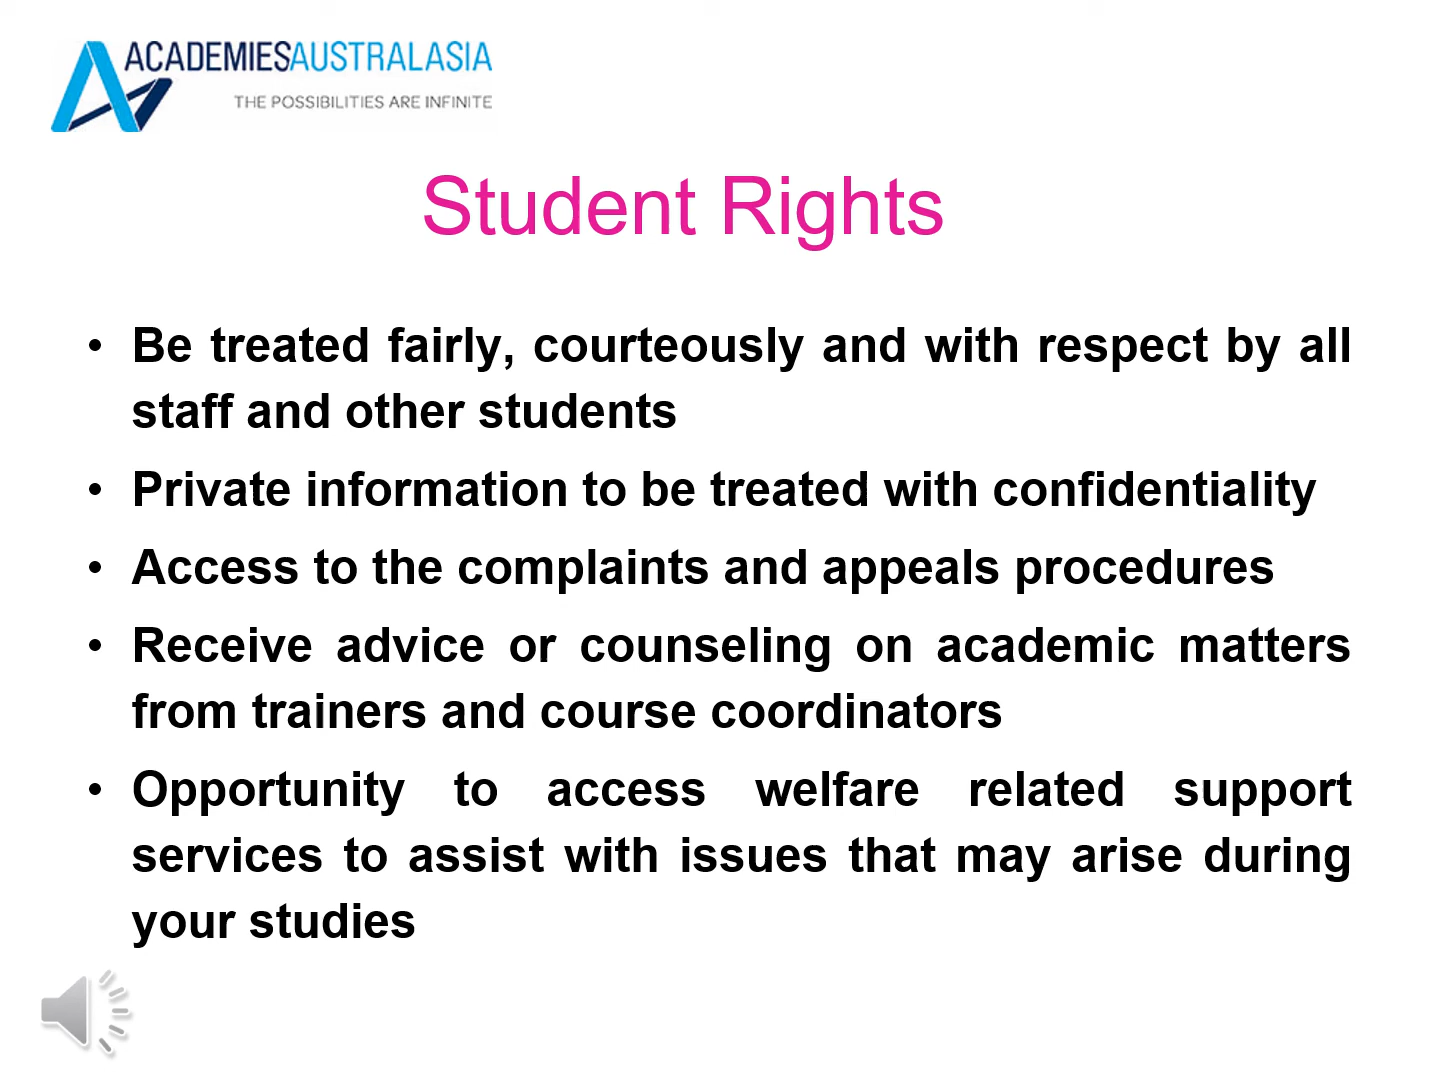 ACADEMIESAUSTRALASIA
THE POSSIBILITIES ARE INFINITE
Student Rights
• Be treated fairly, courteously and with respect by all
staff and other students
• Private information to be treated with confidentiality
• Access to the complaints and appeals procedures
• Receive advice or counseling on academic matters
from trainers and course coordinators
• Opportunity to access welfare related support
services to assist with issues that may arise during
your studies